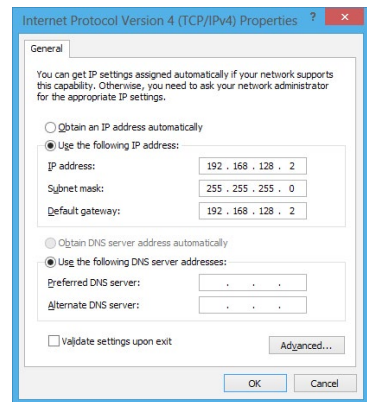 Internet Protocol Version 4 (TCP/IPv4) Properties ? ×
General
You can get IP settings assigned automatically if your network supports
this capability. Otherwise, you need to ask your network administrator
for the appropriate IP settings.
Obtain an IP address automatically
Use the following IP address:
IP address: 192 . 168 . 128 . 2
Subnet mask: 255 . 255 . 255 . 0
Default gateway: 192 . 168 . 128 . 2
Obtain DNS server address automatically
Use the following DNS server addresses:
Preferred DNS server: . . .
Alternate DNS server: . . .
Validate settings upon exit
Advanced...
OK Cancel